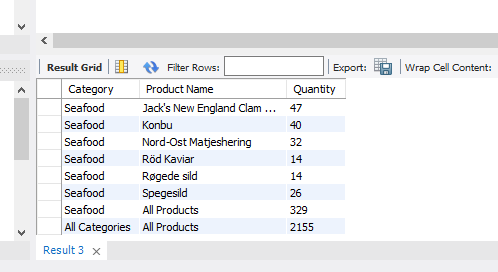 Result Grid Filter Rows: Export: Wrap Cell Content:
Category Product Name Quantity
Seafood Jack's New England Clam ... 47
Seafood Konbu 40
Seafood Nord-Ost Matjeshering 32
Seafood Röd Kaviar 14
Seafood Røgede sild 14
Seafood Spegesild 26
Seafood All Products 329
All Categories All Products 2155
Result 3